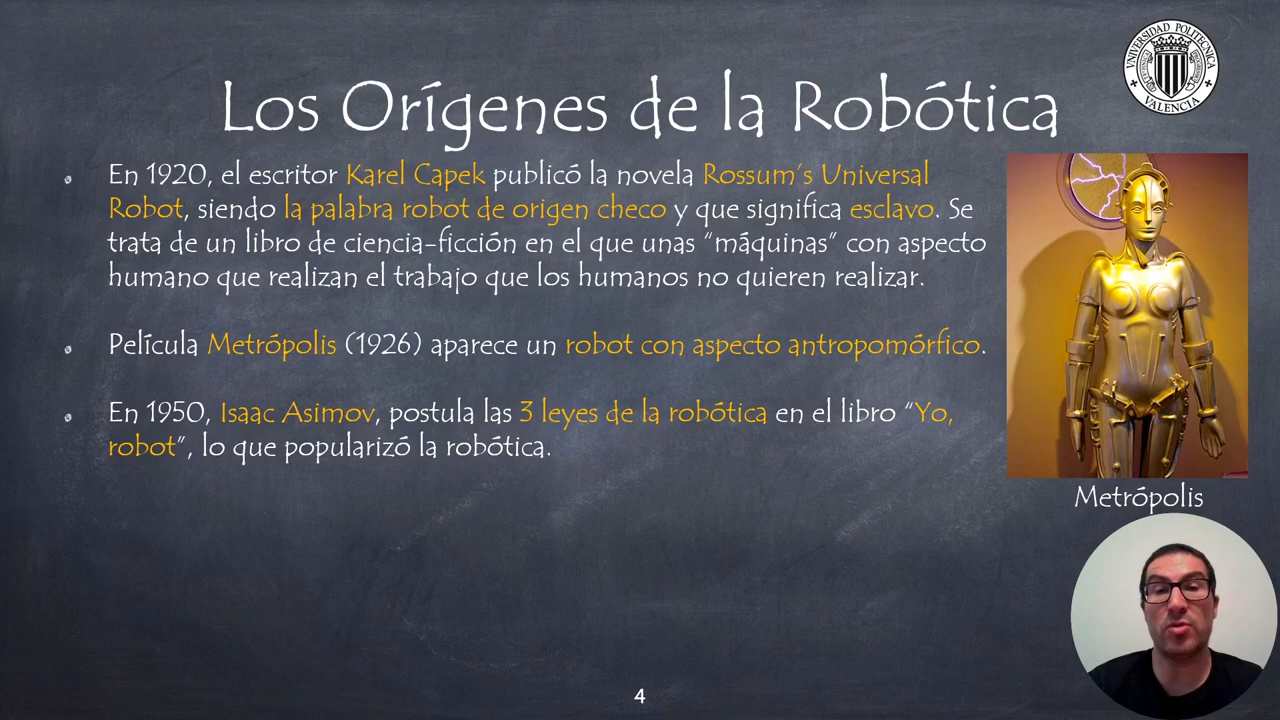 UNIVERSIDAD POLITECNICA
VALENCIA
Los Orígenes de la Robótica
En 1920, el escritor Karel Capek publicó la novela Rossum's Universal
Robot, siendo la palabra robot de origen checo y que significa esclavo. Se
trata de un libro de ciencia-ficción en el que unas “máquinas” con aspecto
humano que realizan el trabajo que los humanos no quieren realizar.
Película Metrópolis (1926) aparece un robot con aspecto antropomórfico.
En 1950, Isaac Asimov, postula las 3 leyes de la robótica en el libro “Yo,
robot”, lo que popularizó la robótica.
Metrópolis
4